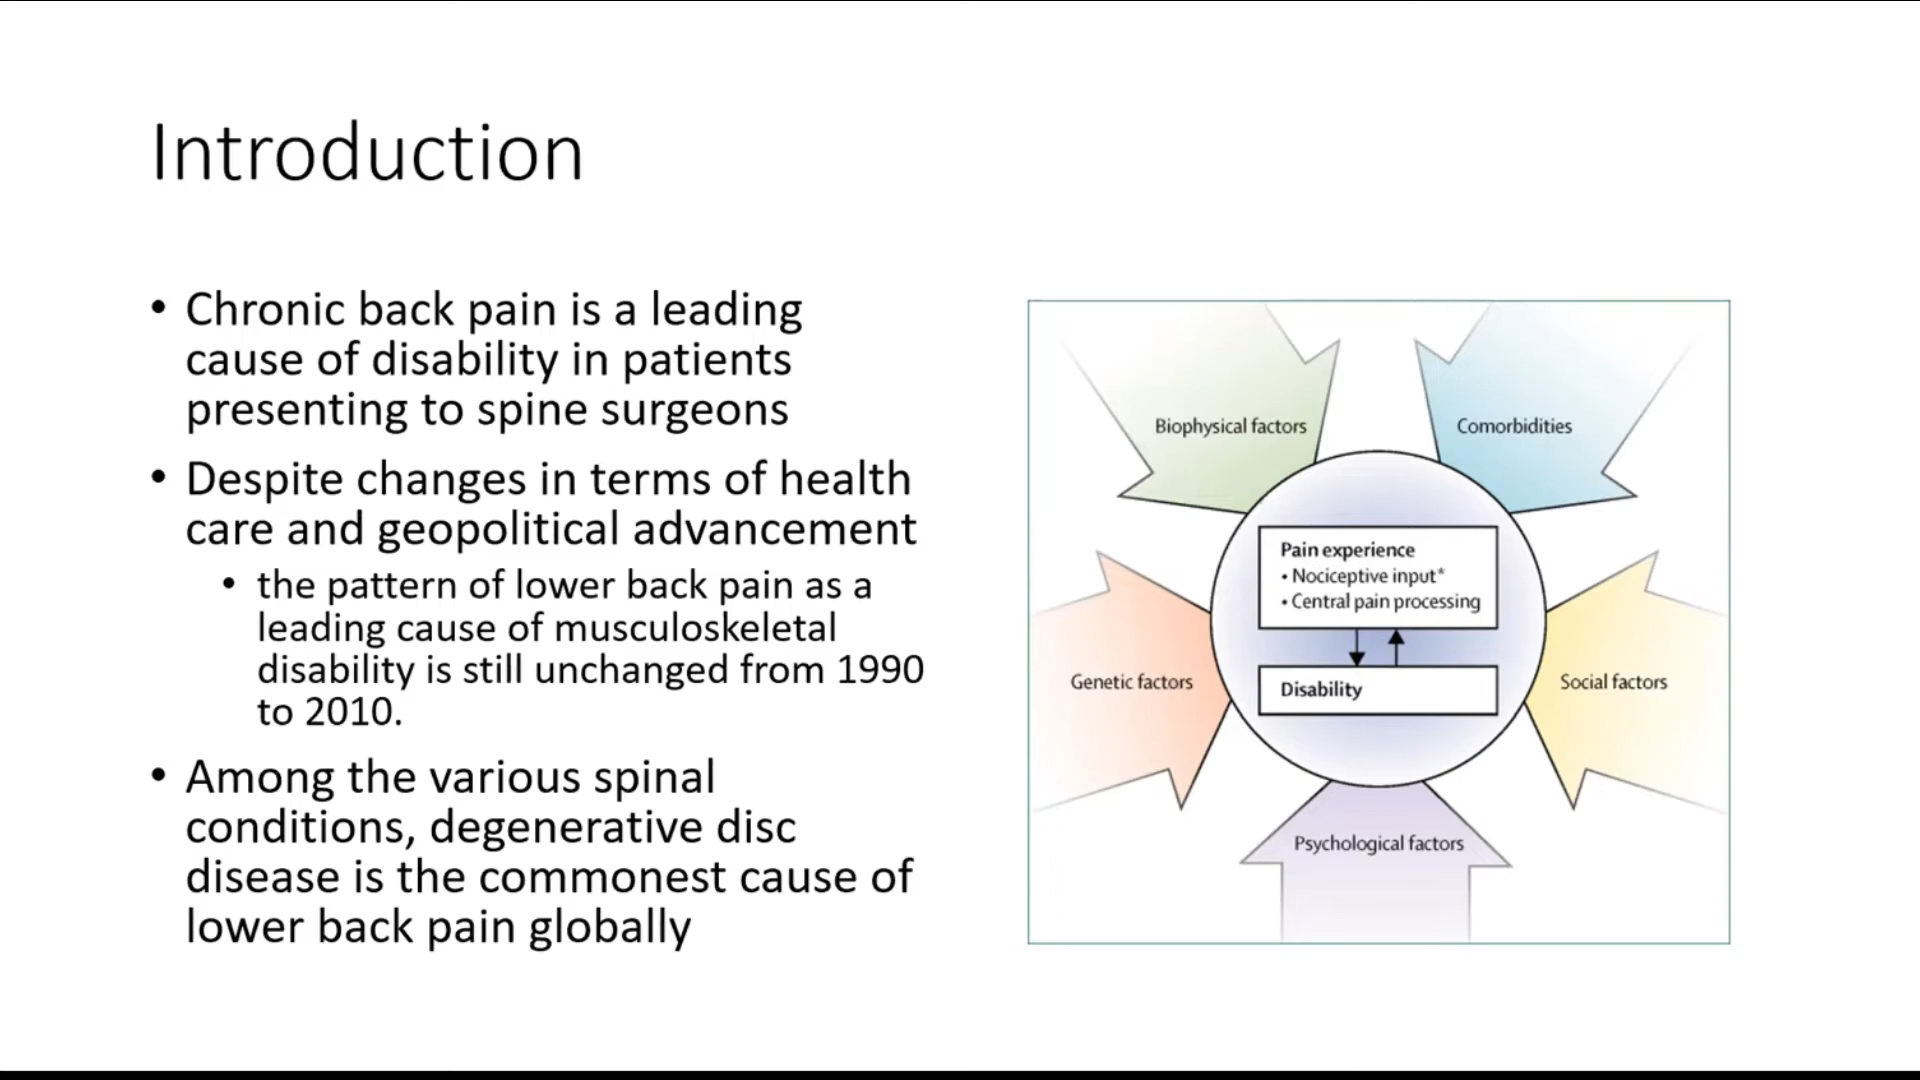 Introduction
• Chronic back pain is a leading
cause of disability in patients
presenting to spine surgeons
• Despite changes in terms of health
care and geopolitical advancement
• the pattern of lower back pain as a
leading cause of musculoskeletal
disability is still unchanged from 1990
to 2010.
• Among the various spinal
conditions, degenerative disc
disease is the commonest cause of
lower back pain globally
Biophysical factors
Comorbidities
Pain experience
• Nociceptive input*
• Central pain processing
Disability
Genetic factors
Social factors
Psychological factors